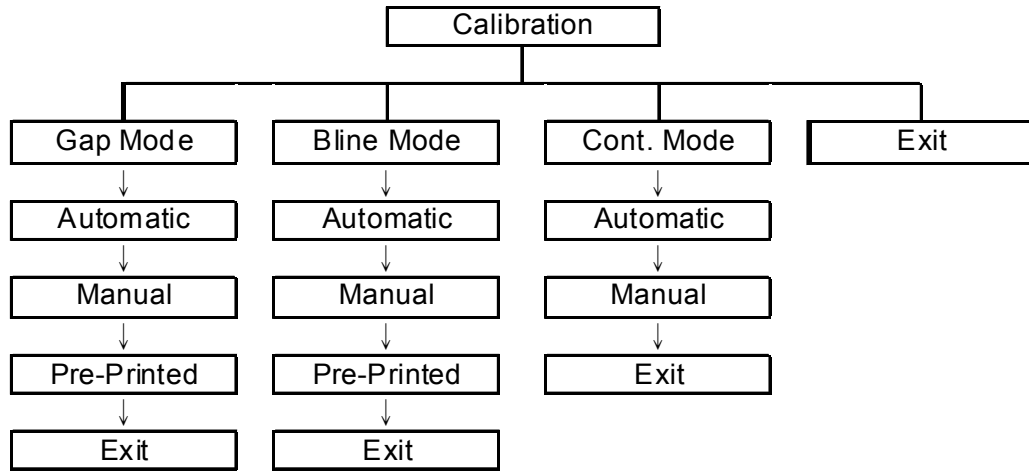 Calibration
Gap Mode
Bline Mode
Cont. Mode
Exit
Automatic
Automatic
Automatic
Manual
Manual
Manual
Pre-Printed
Pre-Printed
Exit
Exit
Exit